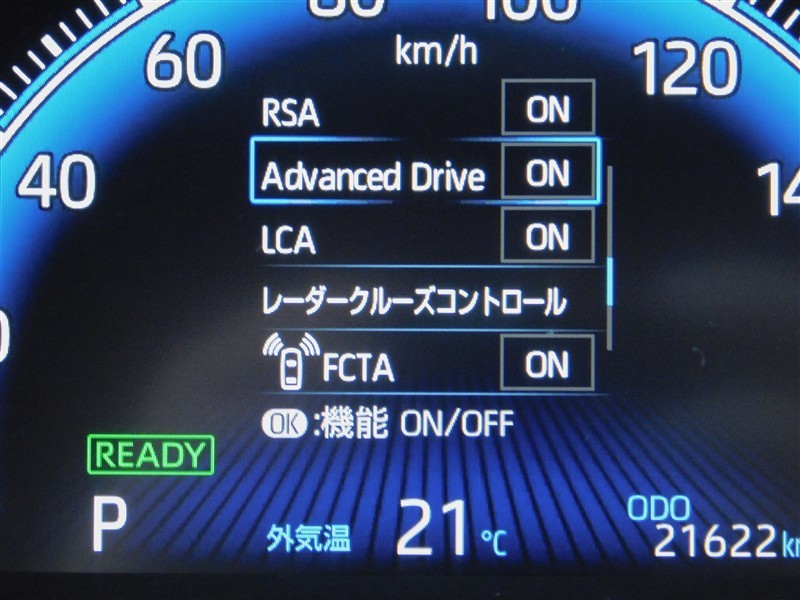 80 100
60 km/h 120
RSA ON
40 Advanced Drive ON
LCA ON
レーダークルーズコントロール
FCTA ON
OK :機能 ON/OFF
READY
P 外気温 21 °C ODO
21622 km